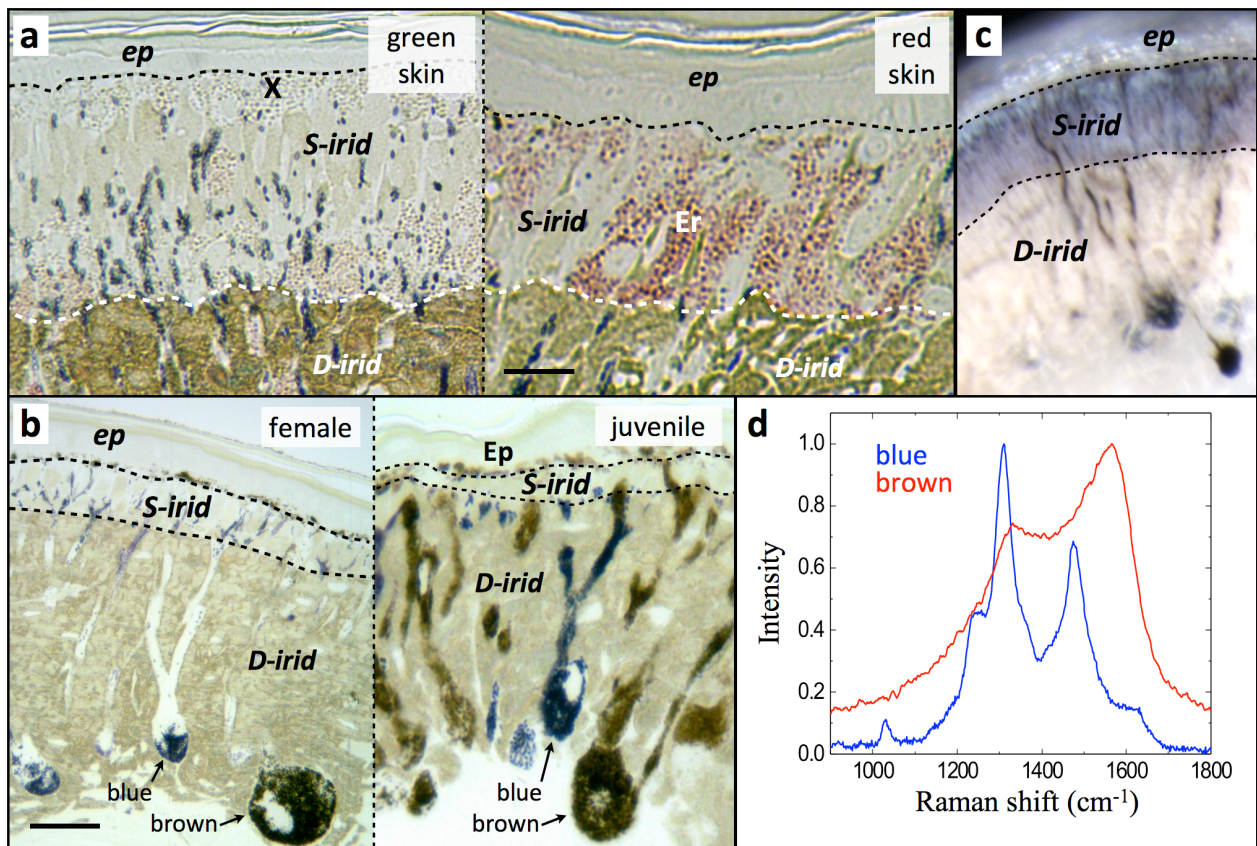 a
ep
green
skin
X
S-irid
D-irid
ep
red
skin
S-irid
Er
D-irid
c
ep
S-irid
D-irid
b
ep
female
S-irid
D-irid
blue
brown
Ep
juvenile
S-irid
D-irid
blue
brown
d
blue
brown
Intensity
1.0
0.8
0.6
0.4
0.2
0.0
1000 1200 1400 1600 1800
Raman shift (cm⁻¹)